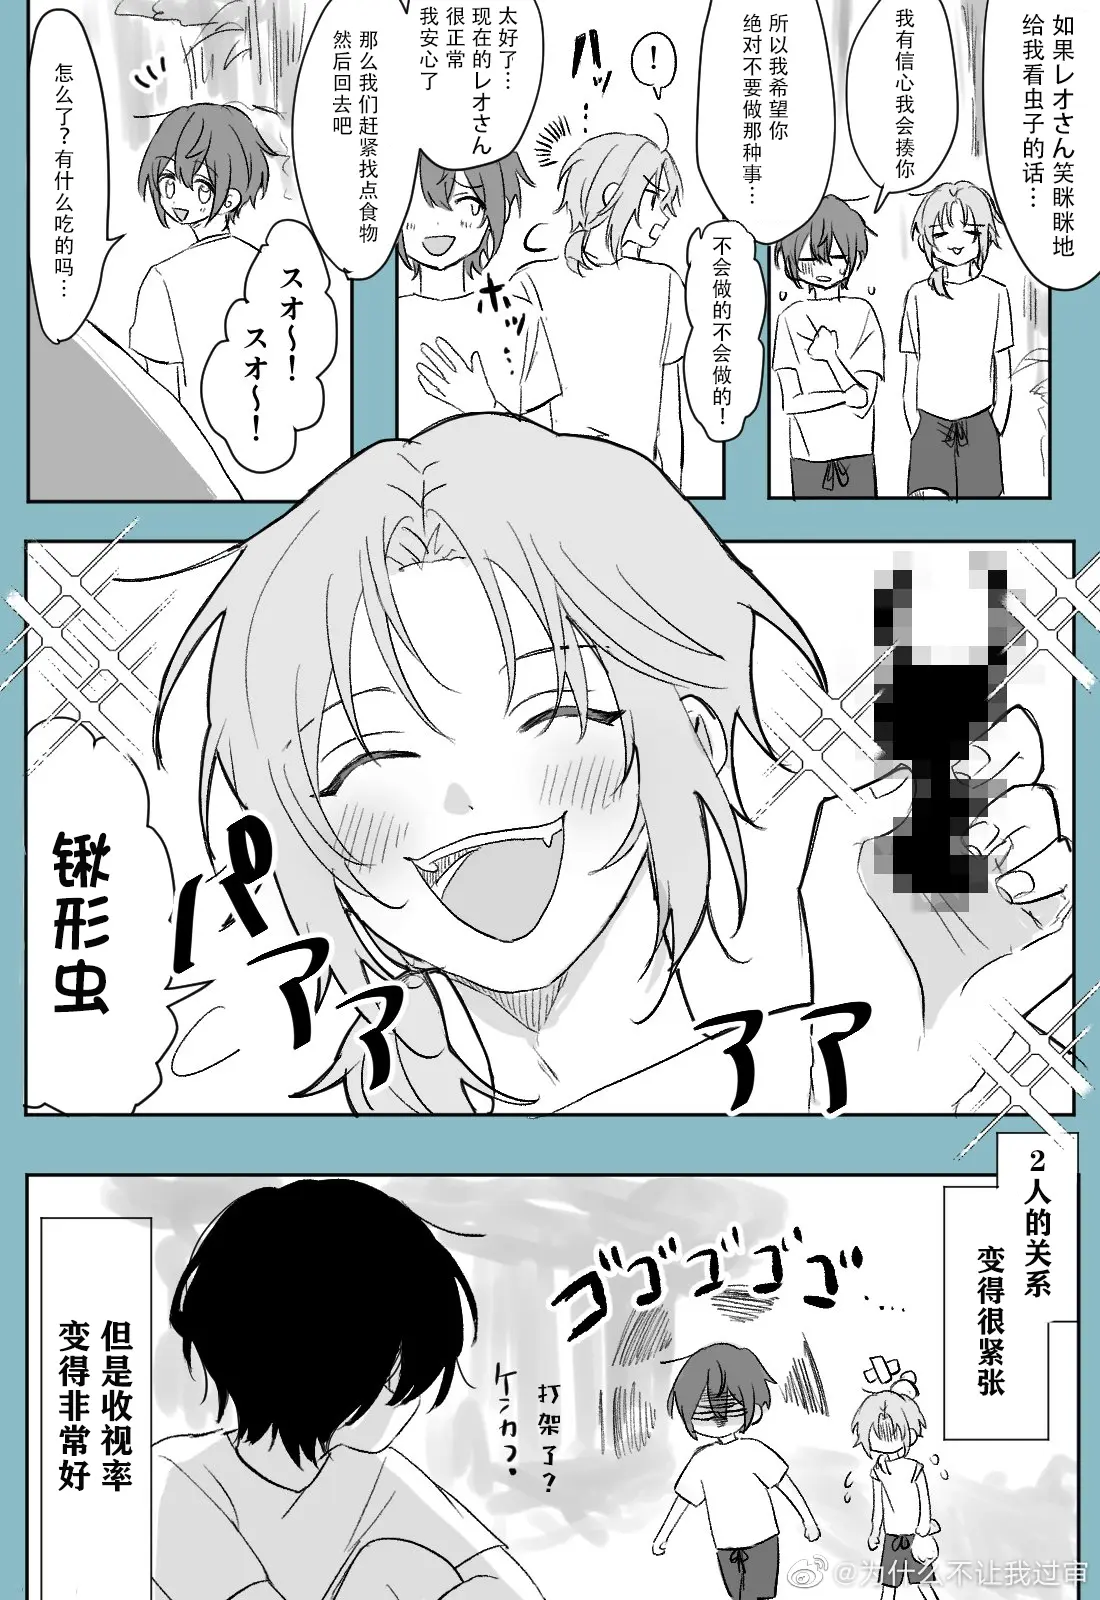 如果レオさん笑眯眯地
给我看虫子的话…
我有信心我会揍你
所以我希望你
绝对不要做那种事…
！
ハッ
不会做的不会做的！
太好了…
现在的レオさん
很正常
我安心了
ホッ…
那么我们赶紧找点食物
然后回去吧
スオ～！
スオ～！
怎么了？有什么吃的吗…
パアアアア
锹形虫
2人的关系
变得很紧张
ゴゴゴゴゴ……
打架了？
ケンカ？
但是收视率
变得非常好
@为什么不让我过审